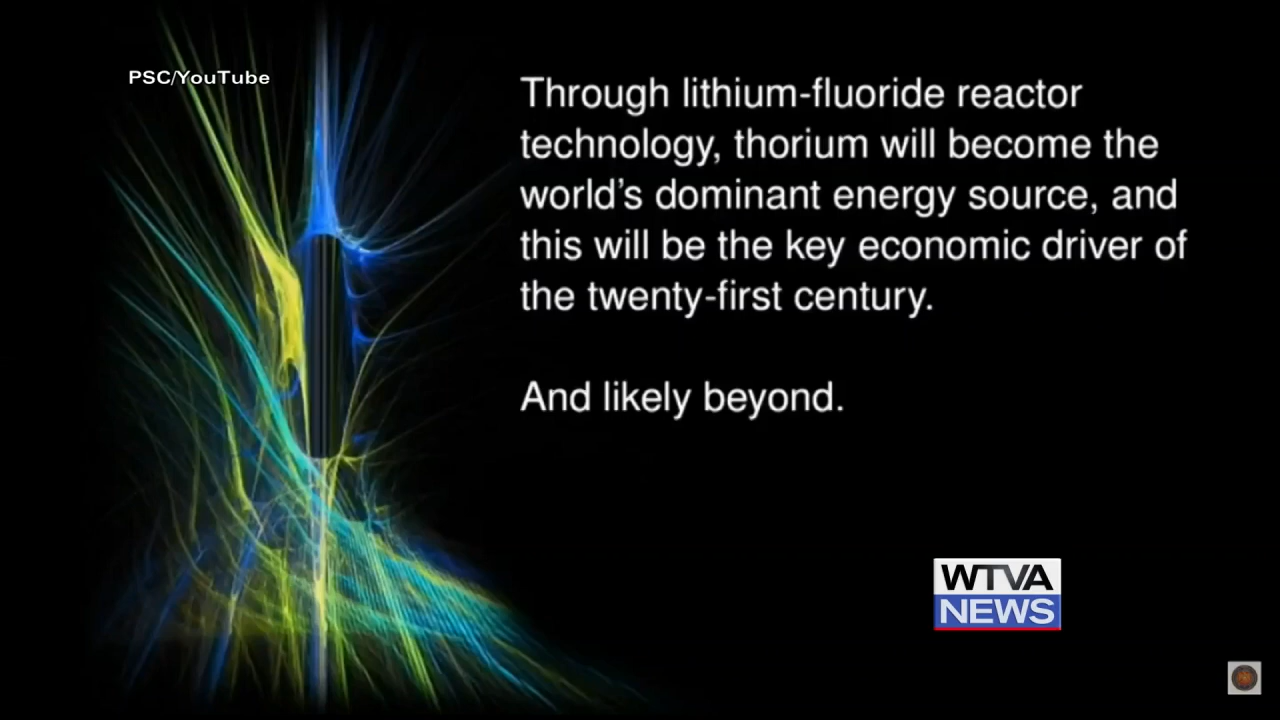 PSC/YouTube
Through lithium-fluoride reactor
technology, thorium will become the
world's dominant energy source, and
this will be the key economic driver of
the twenty-first century.
And likely beyond.
WTVA
NEWS